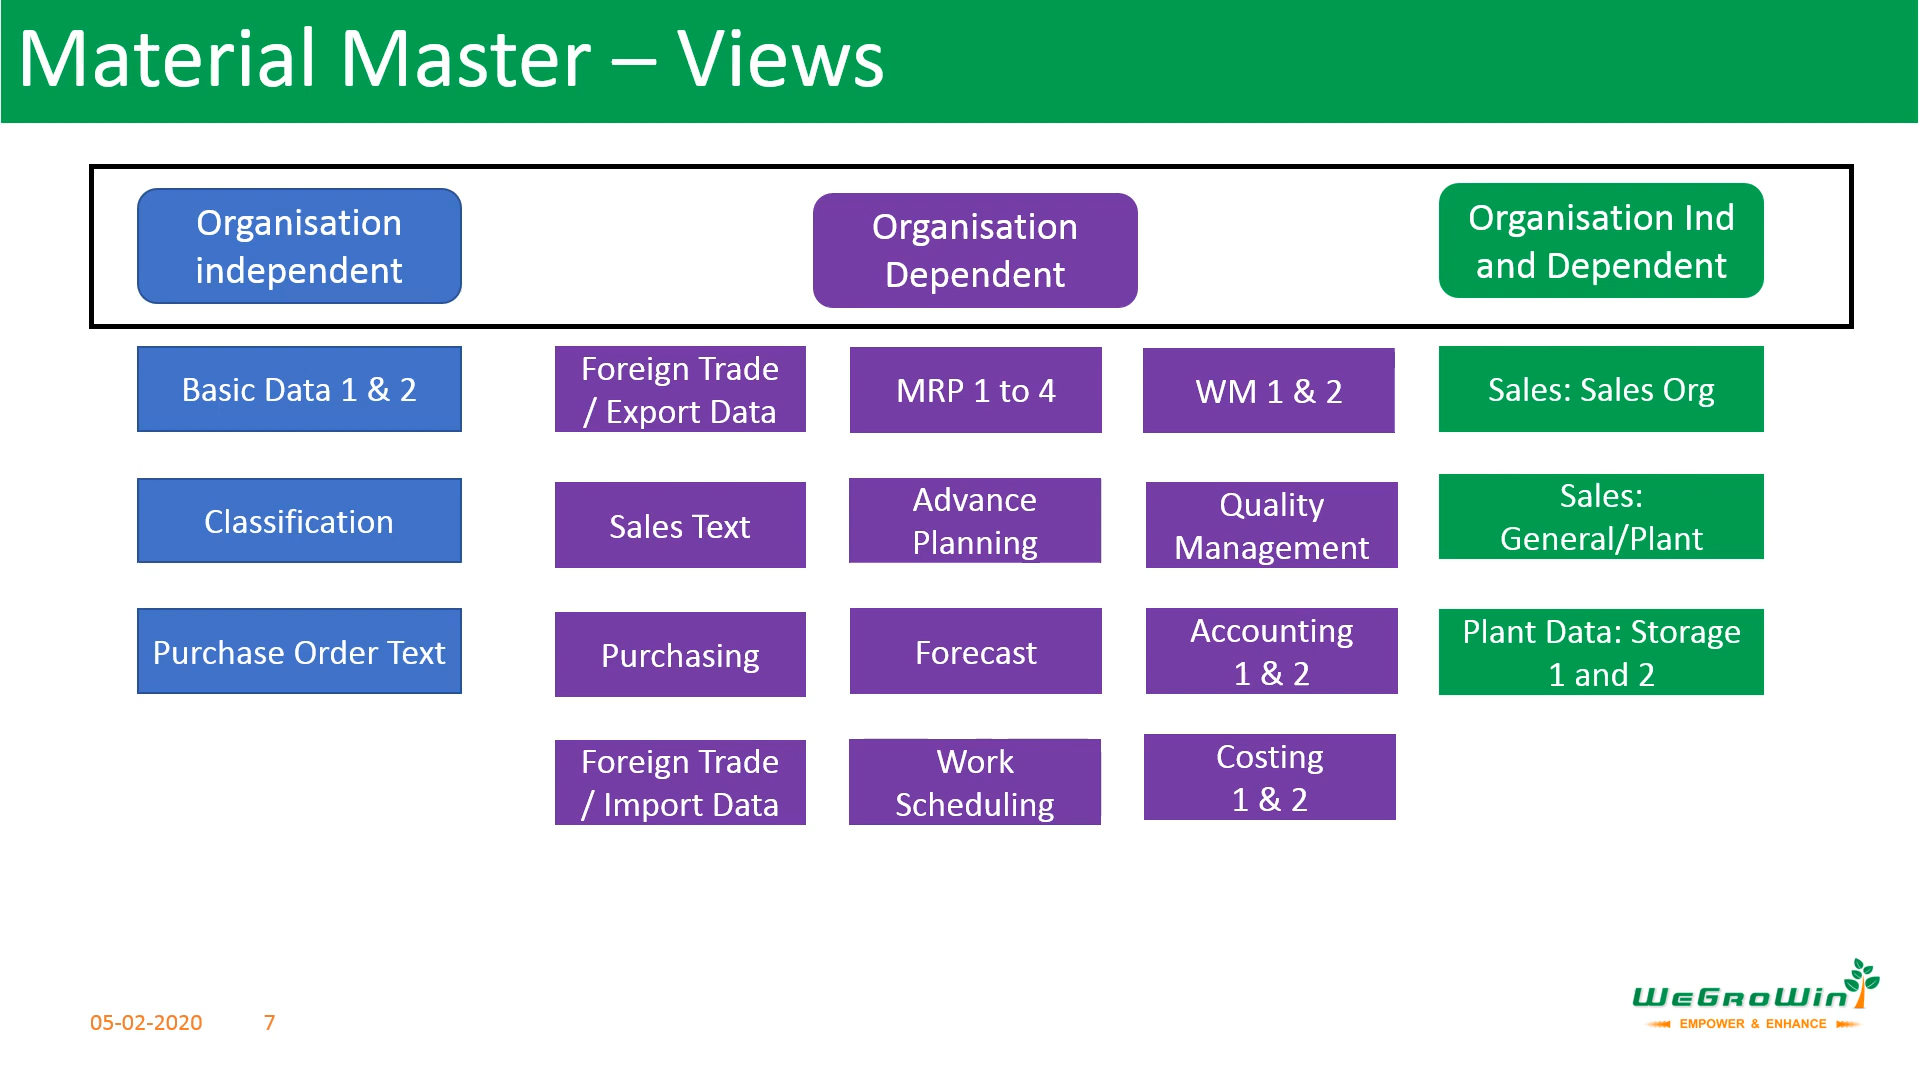 Material Master – Views
Organisation
independent
Organisation
Dependent
Organisation Ind
and Dependent
Basic Data 1 & 2
Foreign Trade
/ Export Data
MRP 1 to 4
WM 1 & 2
Sales: Sales Org
Classification
Sales Text
Advance
Planning
Quality
Management
Sales:
General/Plant
Purchase Order Text
Purchasing
Forecast
Accounting
1 & 2
Plant Data: Storage
1 and 2
Foreign Trade
/ Import Data
Work
Scheduling
Costing
1 & 2
05-02-2020
7
WeGroWin
EMPOWER & ENHANCE